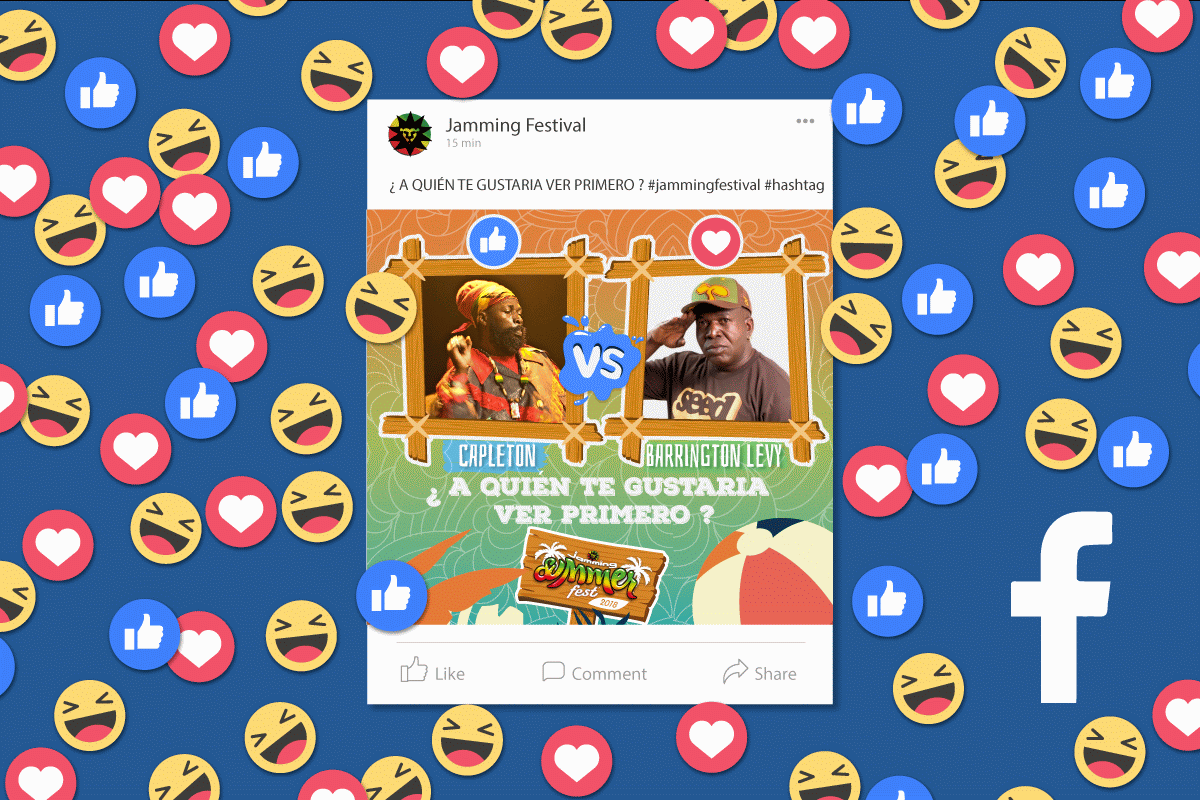 Jamming Festival
15 min
¿ A QUIÉN TE GUSTARIA VER PRIMERO ? #jammingfestival #hashtag
VS
seed
CAPLETON
BARRINGTON LEVY
¿ A QUIÉN TE GUSTARIA
VER PRIMERO ?
Jamming
Summer
fest
2018
Like
Comment
Share